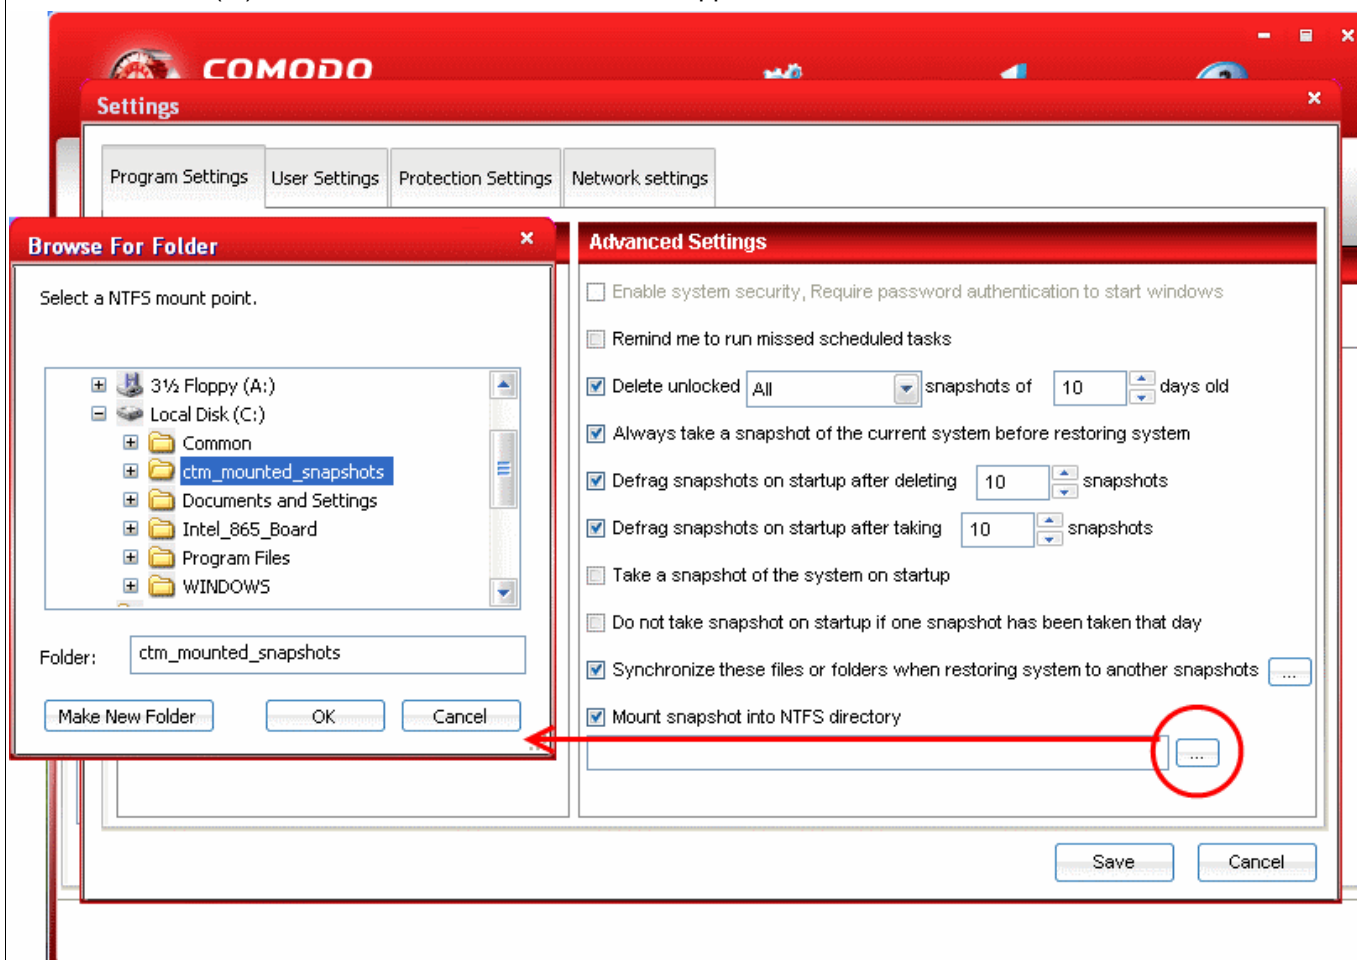 COMODO
Settings
Program Settings
User Settings
Protection Settings
Network settings
Browse For Folder
Select a NTFS mount point.
3½ Floppy (A:)
Local Disk (C:)
Common
ctm_mounted_snapshots
Documents and Settings
Intel_865_Board
Program Files
WINDOWS
Folder: ctm_mounted_snapshots
Make New Folder
OK
Cancel
Advanced Settings
Enable system security, Require password authentication to start windows
Remind me to run missed scheduled tasks
Delete unlocked All snapshots of 10 days old
Always take a snapshot of the current system before restoring system
Defrag snapshots on startup after deleting 10 snapshots
Defrag snapshots on startup after taking 10 snapshots
Take a snapshot of the system on startup
Do not take snapshot on startup if one snapshot has been taken that day
Synchronize these files or folders when restoring system to another snapshots ...
Mount snapshot into NTFS directory
...
Save
Cancel